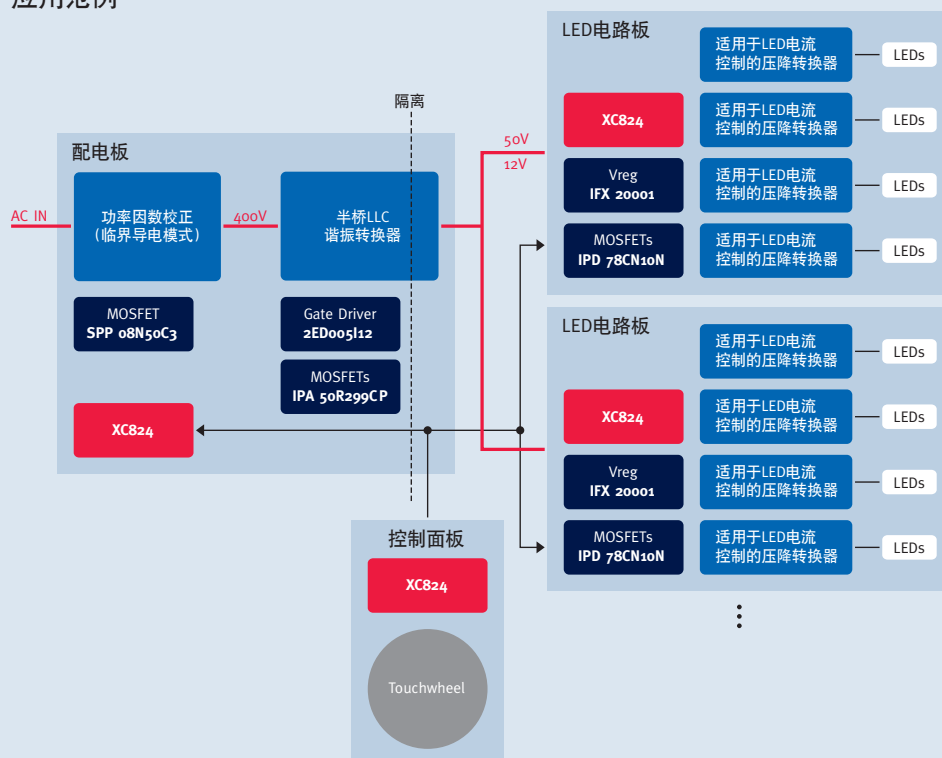 应用范例
配电板
AC IN
功率因数校正
(临界导电模式)
400V
半桥LLC
谐振转换器
隔离
50V
12V
MOSFET
SPP 08N50C3
Gate Driver
2ED005I12
MOSFETs
IPA 50R299CP
XC824
控制面板
XC824
Touchwheel
LED电路板
XC824
Vreg
IFX 20001
MOSFETs
IPD 78CN10N
适用于LED电流
控制的压降转换器
LEDs
适用于LED电流
控制的压降转换器
LEDs
适用于LED电流
控制的压降转换器
LEDs
适用于LED电流
控制的压降转换器
LEDs
LED电路板
XC824
Vreg
IFX 20001
MOSFETs
IPD 78CN10N
适用于LED电流
控制的压降转换器
LEDs
适用于LED电流
控制的压降转换器
LEDs
适用于LED电流
控制的压降转换器
LEDs
适用于LED电流
控制的压降转换器
LEDs